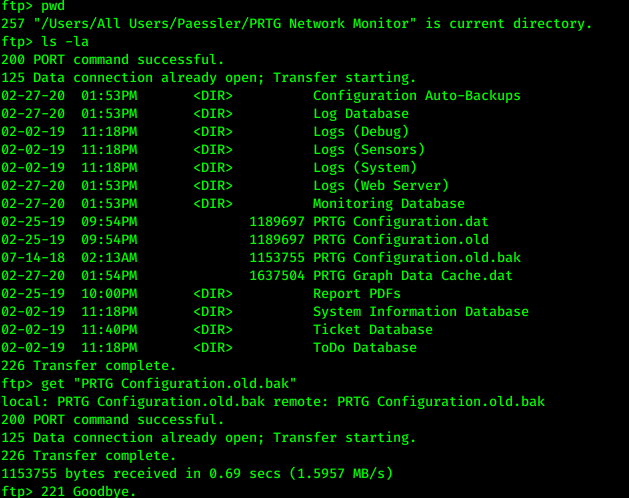 ftp> pwd
257 "/Users/All Users/Paessler/PRTG Network Monitor" is current directory.
ftp> ls -la
200 PORT command successful.
125 Data connection already open; Transfer starting.
02-27-20  01:53PM       <DIR>          Configuration Auto-Backups
02-27-20  01:53PM       <DIR>          Log Database
02-02-19  11:18PM       <DIR>          Logs (Debug)
02-02-19  11:18PM       <DIR>          Logs (Sensors)
02-02-19  11:18PM       <DIR>          Logs (System)
02-27-20  01:53PM       <DIR>          Logs (Web Server)
02-27-20  01:53PM       <DIR>          Monitoring Database
02-25-19  09:54PM              1189697 PRTG Configuration.dat
02-25-19  09:54PM              1189697 PRTG Configuration.old
07-14-18  02:13AM              1153755 PRTG Configuration.old.bak
02-27-20  01:54PM              1637504 PRTG Graph Data Cache.dat
02-25-19  10:00PM       <DIR>          Report PDFs
02-02-19  11:18PM       <DIR>          System Information Database
02-02-19  11:40PM       <DIR>          Ticket Database
02-02-19  11:18PM       <DIR>          ToDo Database
226 Transfer complete.
ftp> get "PRTG Configuration.old.bak"
local: PRTG Configuration.old.bak remote: PRTG Configuration.old.bak
200 PORT command successful.
125 Data connection already open; Transfer starting.
226 Transfer complete.
1153755 bytes received in 0.69 secs (1.5957 MB/s)
ftp> 221 Goodbye.